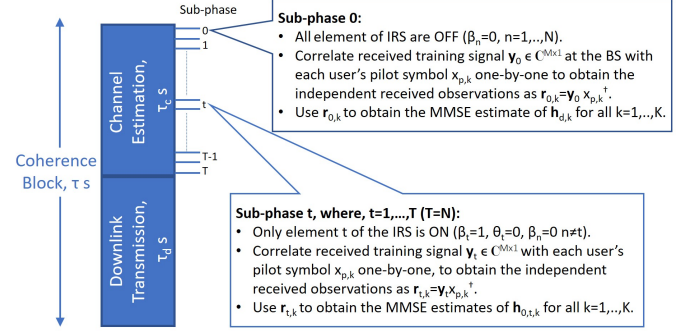 Sub-phase
0
1
t
T-1
T
Coherence
Block, τ s
Channel
Estimation,
τc s
Downlink
Transmission,
τd s
Sub-phase 0:
• All element of IRS are OFF (βn=0, n=1,..,N).
• Correlate received training signal y0 ϵ ℂMx1 at the BS with
each user's pilot symbol xp,k one-by-one to obtain the
independent received observations as r0,k=y0 xp,k†.
• Use r0,k to obtain the MMSE estimate of hd,k for all k=1,..,K.
Sub-phase t, where, t=1,...,T (T=N):
• Only element t of the IRS is ON (βt=1, θt=0, βn=0 n≠t).
• Correlate received training signal yt ϵ ℂMx1 with each user's
pilot symbol xp,k one-by-one, to obtain the independent
received observations as rt,k=ytxp,k†.
• Use rt,k to obtain the MMSE estimates of h0,t,k for all k=1,..,K.